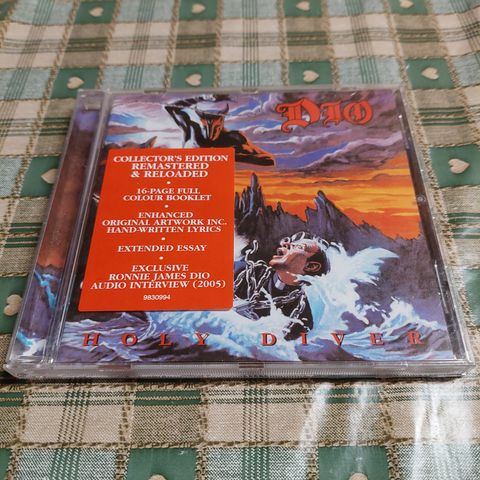 DIO
COLLECTOR'S EDITION
REMASTERED
& RELOADED
•
16-PAGE FULL
COLOUR BOOKLET
•
ENHANCED
ORIGINAL ARTWORK INC.
HAND-WRITTEN LYRICS
•
EXTENDED ESSAY
•
EXCLUSIVE
RONNIE JAMES DIO
AUDIO INTERVIEW (2005)
9830994
HOLY DIVER